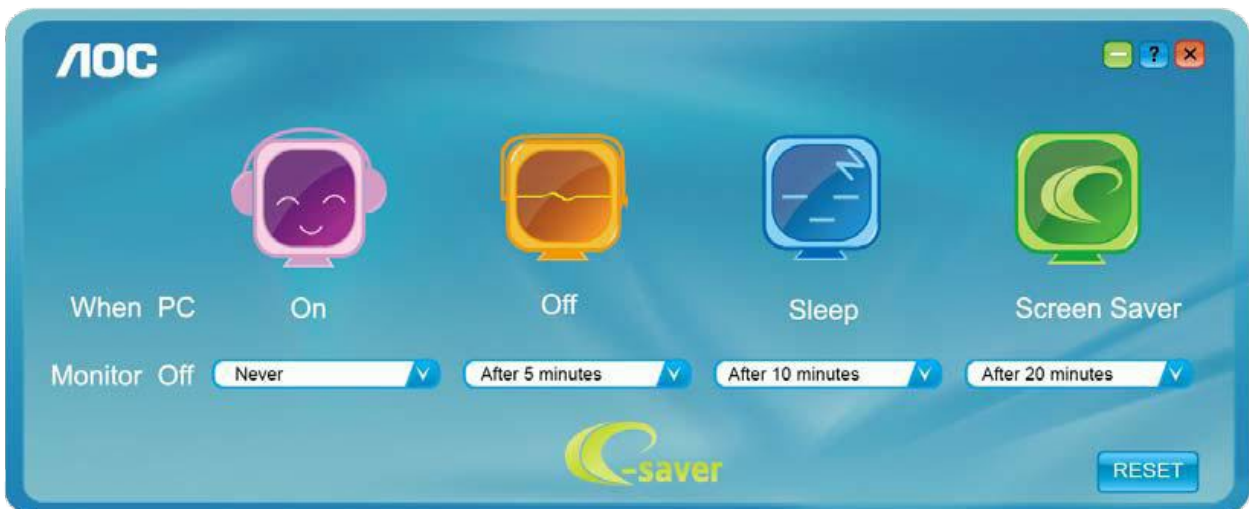 AOC
?
When PC On Off Sleep Screen Saver
Monitor Off Never After 5 minutes After 10 minutes After 20 minutes
e-saver
RESET